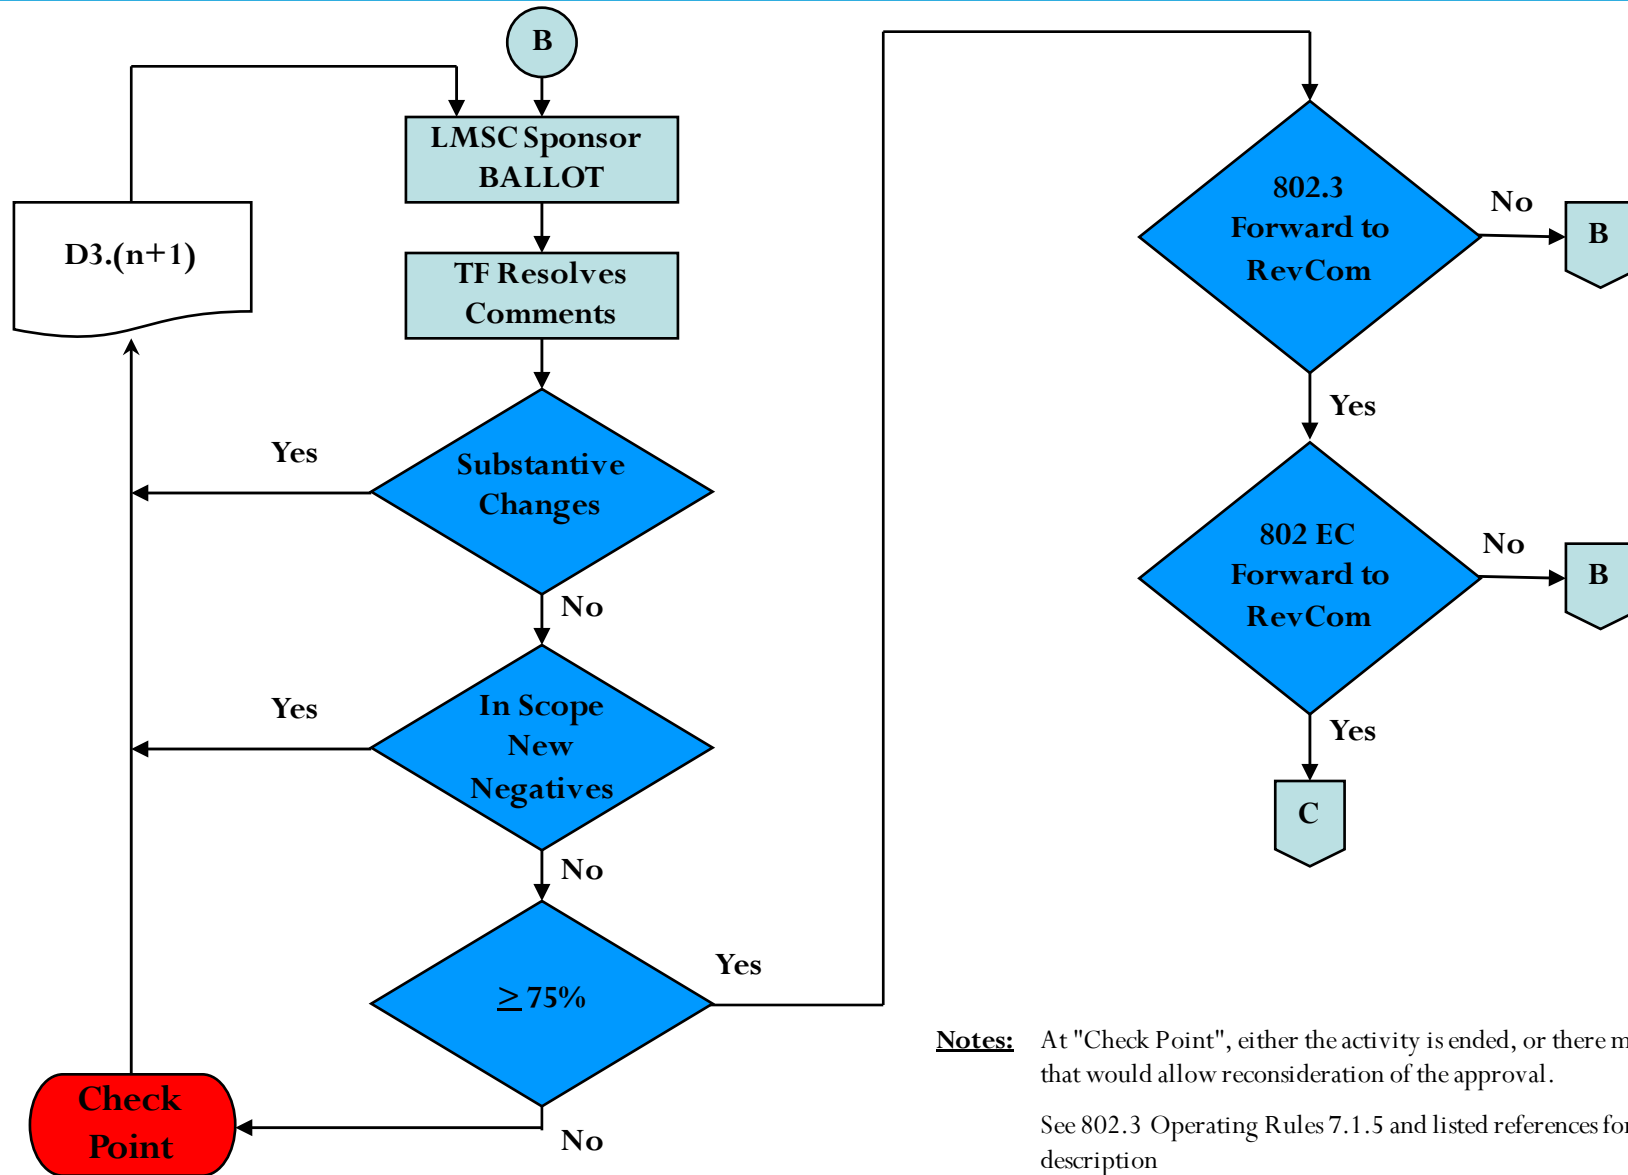 B
LMSC Sponsor
BALLOT
D3.(n+1)
TF Resolves
Comments
Yes
Substantive
Changes
No
Yes
In Scope
New
Negatives
No
Yes
≥ 75%
Check
Point
No
802.3
Forward to
RevCom
No
B
Yes
802 EC
Forward to
RevCom
No
B
Yes
C
Notes: At "Check Point", either the activity is ended, or there
that would allow reconsideration of the approval.
See 802.3 Operating Rules 7.1.5 and listed references for
description